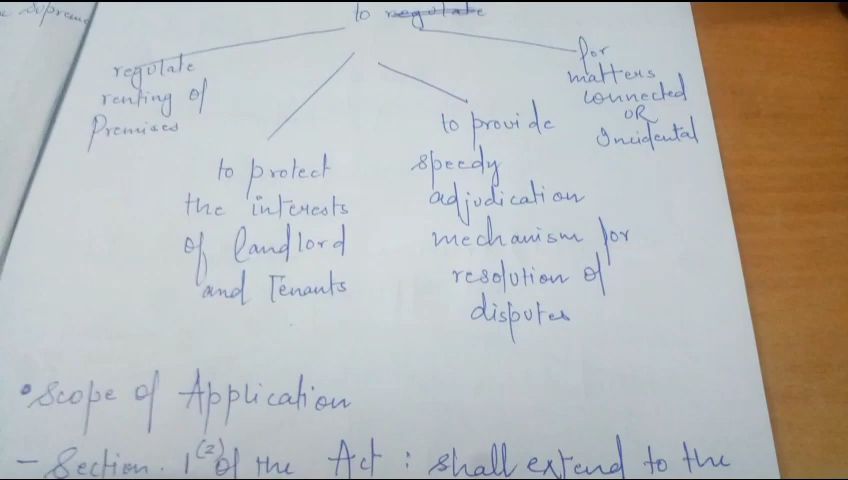 Supreme
to regulate
regulate
renting of
Premises
to protect
the interests
of landlord
and Tenants
to provide
speedy
adjudication
mechanism for
resolution of
disputes
for
matters
connected
OR
Incidental
• Scope of Application
- Section. 1(2) of the Act : shall extend to the